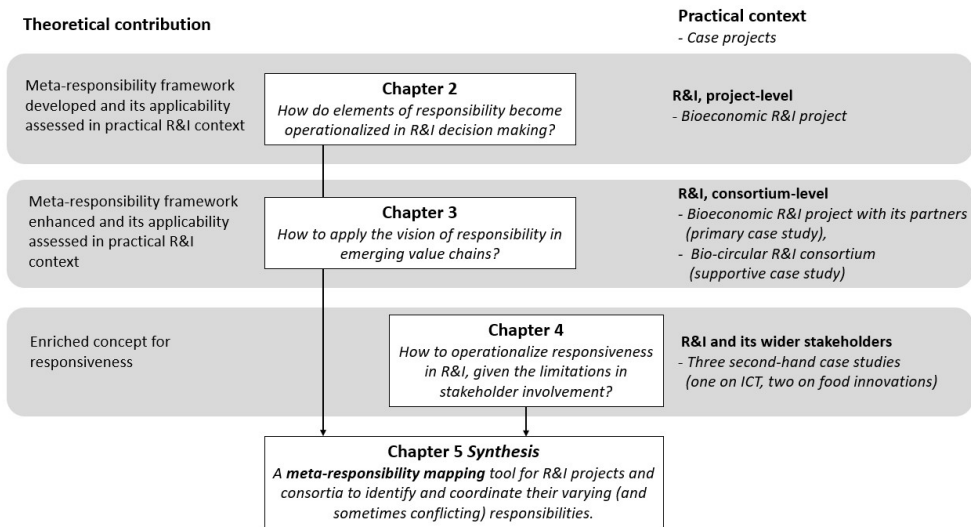 Theoretical contribution
Practical context
- Case projects
Meta-responsibility framework
developed and its applicability
assessed in practical R&I context
Chapter 2
How do elements of responsibility become
operationalized in R&I decision making?
R&I, project-level
- Bioeconomic R&I project
Meta-responsibility framework
enhanced and its applicability
assessed in practical R&I
context
Chapter 3
How to apply the vision of responsibility in
emerging value chains?
R&I, consortium-level
- Bioeconomic R&I project with its partners
(primary case study),
- Bio-circular R&I consortium
(supportive case study)
Enriched concept for
responsiveness
Chapter 4
How to operationalize responsiveness
in R&I, given the limitations in
stakeholder involvement?
R&I and its wider stakeholders
- Three second-hand case studies
(one on ICT, two on food innovations)
Chapter 5 Synthesis
A meta-responsibility mapping tool for R&I projects and
consortia to identify and coordinate their varying (and
sometimes conflicting) responsibilities.